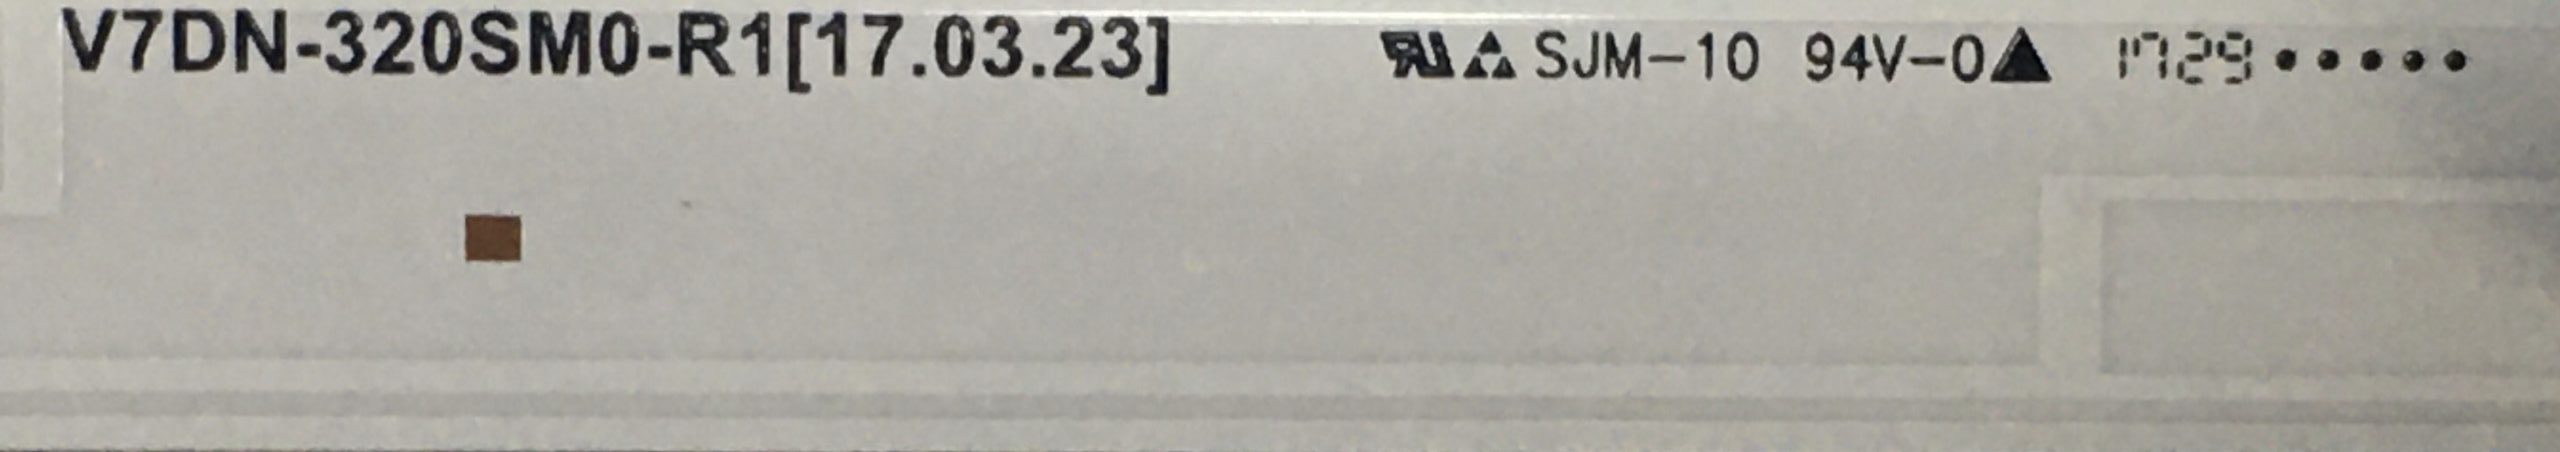 V7DN-320SM0-R1[17.03.23] SJM-10 94V-0▲ 1729•••••